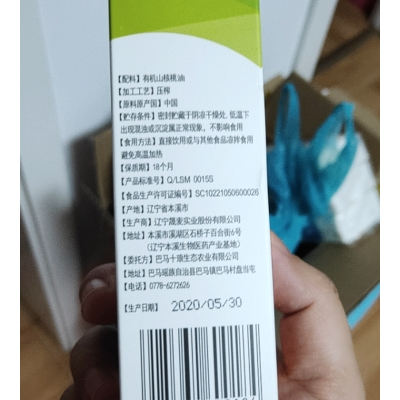 【配料】有机山核桃油
【加工工艺】压榨
【原料原产国】中国
【贮存条件】密封贮藏于阴凉干燥处,低温下
出现混浊或沉淀属正常现象，不影响食用
【食用方法】直接饮用或与其他食品凉拌食用
避免高温加热
【保质期】18个月
【产品标准号】Q/LSM 0015S
【食品生产许可证编号】SC10221050600026
【产地】辽宁省本溪市
【生产商】辽宁晟麦实业股份有限公司
【地址】本溪市溪湖区石桥子百合街6号
（辽宁本溪生物医药产业基地）
【委托方】巴马十琅生态农业有限公司
【地址】巴马瑶族自治县巴马镇巴马村盘当屯
【电话】0778-6272626
【生产日期】 2020/05/30